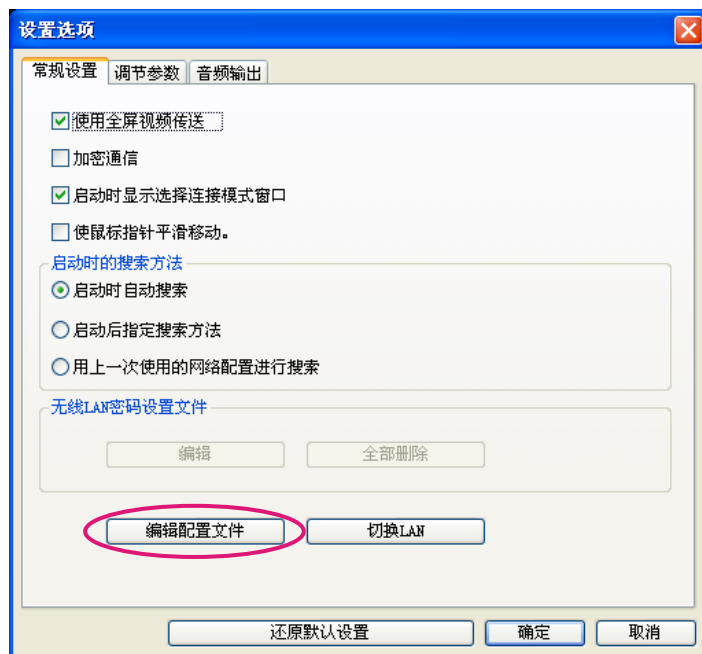 设置选项
常规设置 调节参数 音频输出
使用全屏视频传送
加密通信
启动时显示选择连接模式窗口
使鼠标指针平滑移动。
启动时的搜索方法
启动时自动搜索
启动后指定搜索方法
用上一次使用的网络配置进行搜索
无线LAN密码设置文件
编辑 全部删除
编辑配置文件 切换LAN
还原默认设置 确定 取消